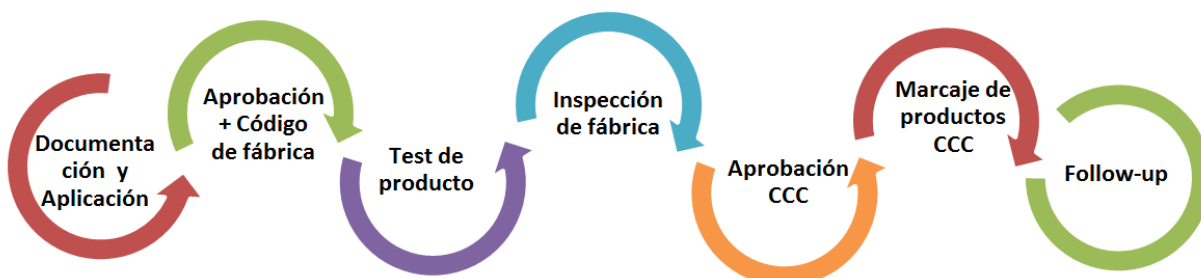 Documenta
ción y
Aplicación
Aprobación
+ Código
de fábrica
Test de
producto
Inspección
de fábrica
Aprobación
CCC
Marcaje de
productos
CCC
Follow-up